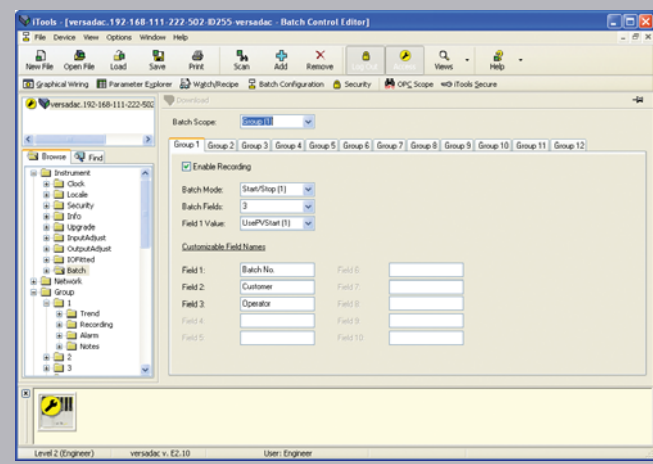 iTools - [versadac.192-168-111-222-502-ID255-versadac - Batch Control Editor]
File Device View Options Window Help
New File Open File Load Save Print Scan Add Remove Log Out Access Views Help
Graphical Wiring Parameter Explorer Watch/Recipe Batch Configuration Security OPC Scope iTools Secure
versadac.192-168-111-222-502
Download
Batch Scope: Group (1)
Browse Find
Group 1 Group 2 Group 3 Group 4 Group 5 Group 6 Group 7 Group 8 Group 9 Group 10 Group 11 Group 12
Instrument
Clock
Locale
Security
Info
Upgrade
InputAdjust
OutputAdjust
IOFitted
Batch
Network
Group
1
Trend
Recording
Alarm
Notes
2
3
Enable Recording
Batch Mode: Start/Stop (1)
Batch Fields: 3
Field 1 Value: UsePVStart (1)
Customizable Field Names
Field 1: Batch No. Field 6:
Field 2: Customer Field 7:
Field 3: Operator Field 8:
Field 4: Field 9:
Field 5: Field 10:
Level 2 (Engineer) versadac v. E2.10 User: Engineer